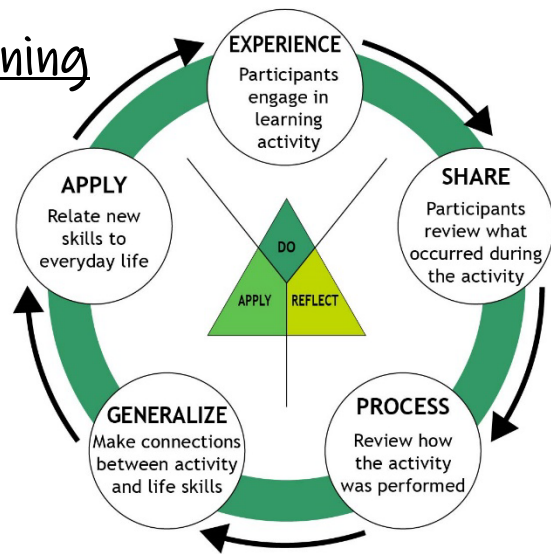 ning
EXPERIENCE
Participants
engage in
learning
activity
SHARE
Participants
review what
occurred during
the activity
PROCESS
Review how
the activity
was performed
GENERALIZE
Make connections
between activity
and life skills
APPLY
Relate new
skills to
everyday life
DO
APPLY
REFLECT